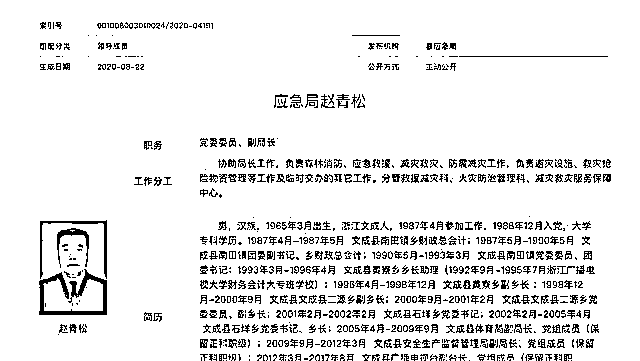 索引号 001008003010024/2020-04191
组配分类 领导成员 发布机构 县应急局
生成日期 2020-03-22 公开方式 主动公开
应急局赵青松
职务 党委委员、副局长
协助局长工作。负责森林消防、应急救援、减灾救灾、防震减灾工作，负责避灾设施、救灾抢
工作分工 险物资管理等工作及临时交办的其它工作。分管救援减灾科、火灾防治管理科、减灾救灾服务保障
中心。
男，汉族，1965年3月出生，浙江文成人，1987年4月参加工作，1988年12月入党，大学
专科学历。1987年4月-1987年5月 文成县南田镇乡财政总会计；1987年5月-1990年5月 文
成县南田镇团委副书记、乡财政总会计；1990年5月-1993年3月 文成县南田镇党委委员、团
委书记；1993年3月-1996年4月 文成县黄寮乡乡长助理（1992年9月-1995年7月浙江广播电
视大学财务会计大专班学校）；1996年4月-1998年12月 文成县黄寮乡副乡长；1998年12
月-2000年9月 文成县文成县二源乡副乡长；2000年9月-2001年2月 文成县文成县二源乡党
委委员、副乡长；2001年2月-2002年2月 文成县石垟乡党委副书记、乡长；2002年2月-2005年4月
简历 文成县石垟乡党委书记、乡长；2005年4月-2009年9月 文成县体育局副局长、党组成员（保
赵青松
留正科职级）；2009年9月-2012年3月 文成县安全生产监督管理局副局长、党组成员（保留
正科职级）；2012年3月-2017年8月 文成县广播电视台副台长、党组成员（保留正科职